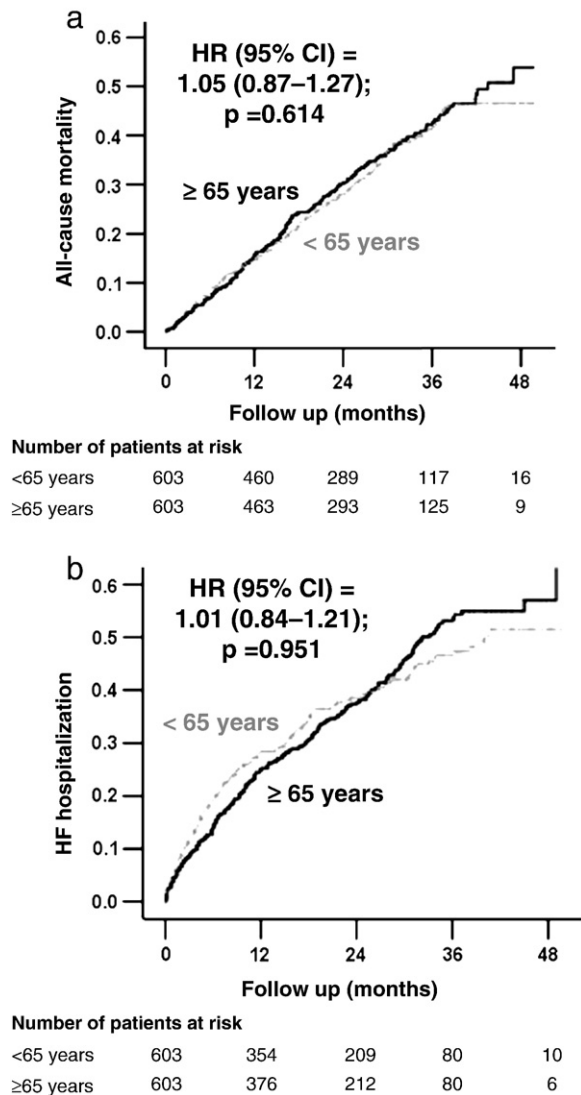 a
All-cause mortality
0.6
0.5
0.4
0.3
0.2
0.1
0.0
HR (95% CI) =
1.05 (0.87–1.27);
p =0.614
≥ 65 years
< 65 years
0 12 24 36 48
Follow up (months)
Number of patients at risk
<65 years 603 460 289 117 16
≥65 years 603 463 293 125 9
b
HF hospitalization
0.6
0.5
0.4
0.3
0.2
0.1
0.0
HR (95% CI) =
1.01 (0.84–1.21);
p =0.951
< 65 years
≥ 65 years
0 12 24 36 48
Follow up (months)
Number of patients at risk
<65 years 603 354 209 80 10
≥65 years 603 376 212 80 6